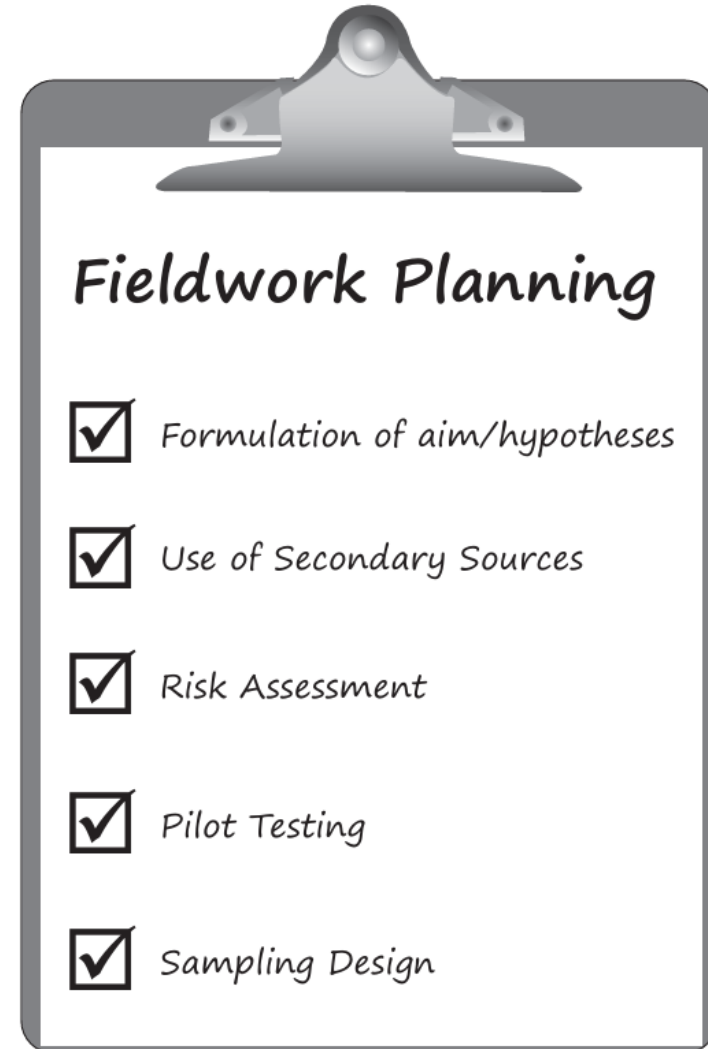 Fieldwork Planning
Formulation of aim/hypotheses
Use of Secondary Sources
Risk Assessment
Pilot Testing
Sampling Design